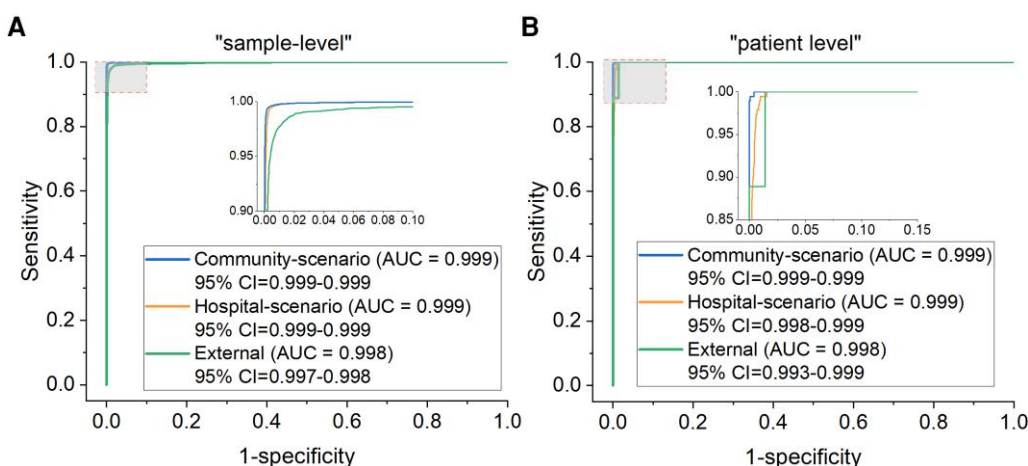 A
"sample-level"
1.0
0.8
0.6
0.4
0.2
0.0
Sensitivity
1.00
0.95
0.90
0.00 0.02 0.04 0.06 0.08 0.10
Community-scenario (AUC = 0.999)
95% CI=0.999-0.999
Hospital-scenario (AUC = 0.999)
95% CI=0.999-0.999
External (AUC = 0.998)
95% CI=0.997-0.998
0.0 0.2 0.4 0.6 0.8 1.0
1-specificity
B
"patient level"
1.0
0.8
0.6
0.4
0.2
0.0
Sensitivity
1.00
0.95
0.90
0.85
0.00 0.05 0.10 0.15
Community-scenario (AUC = 0.999)
95% CI=0.999-0.999
Hospital-scenario (AUC = 0.999)
95% CI=0.998-0.999
External (AUC = 0.998)
95% CI=0.993-0.999
0.0 0.2 0.4 0.6 0.8 1.0
1-specificity